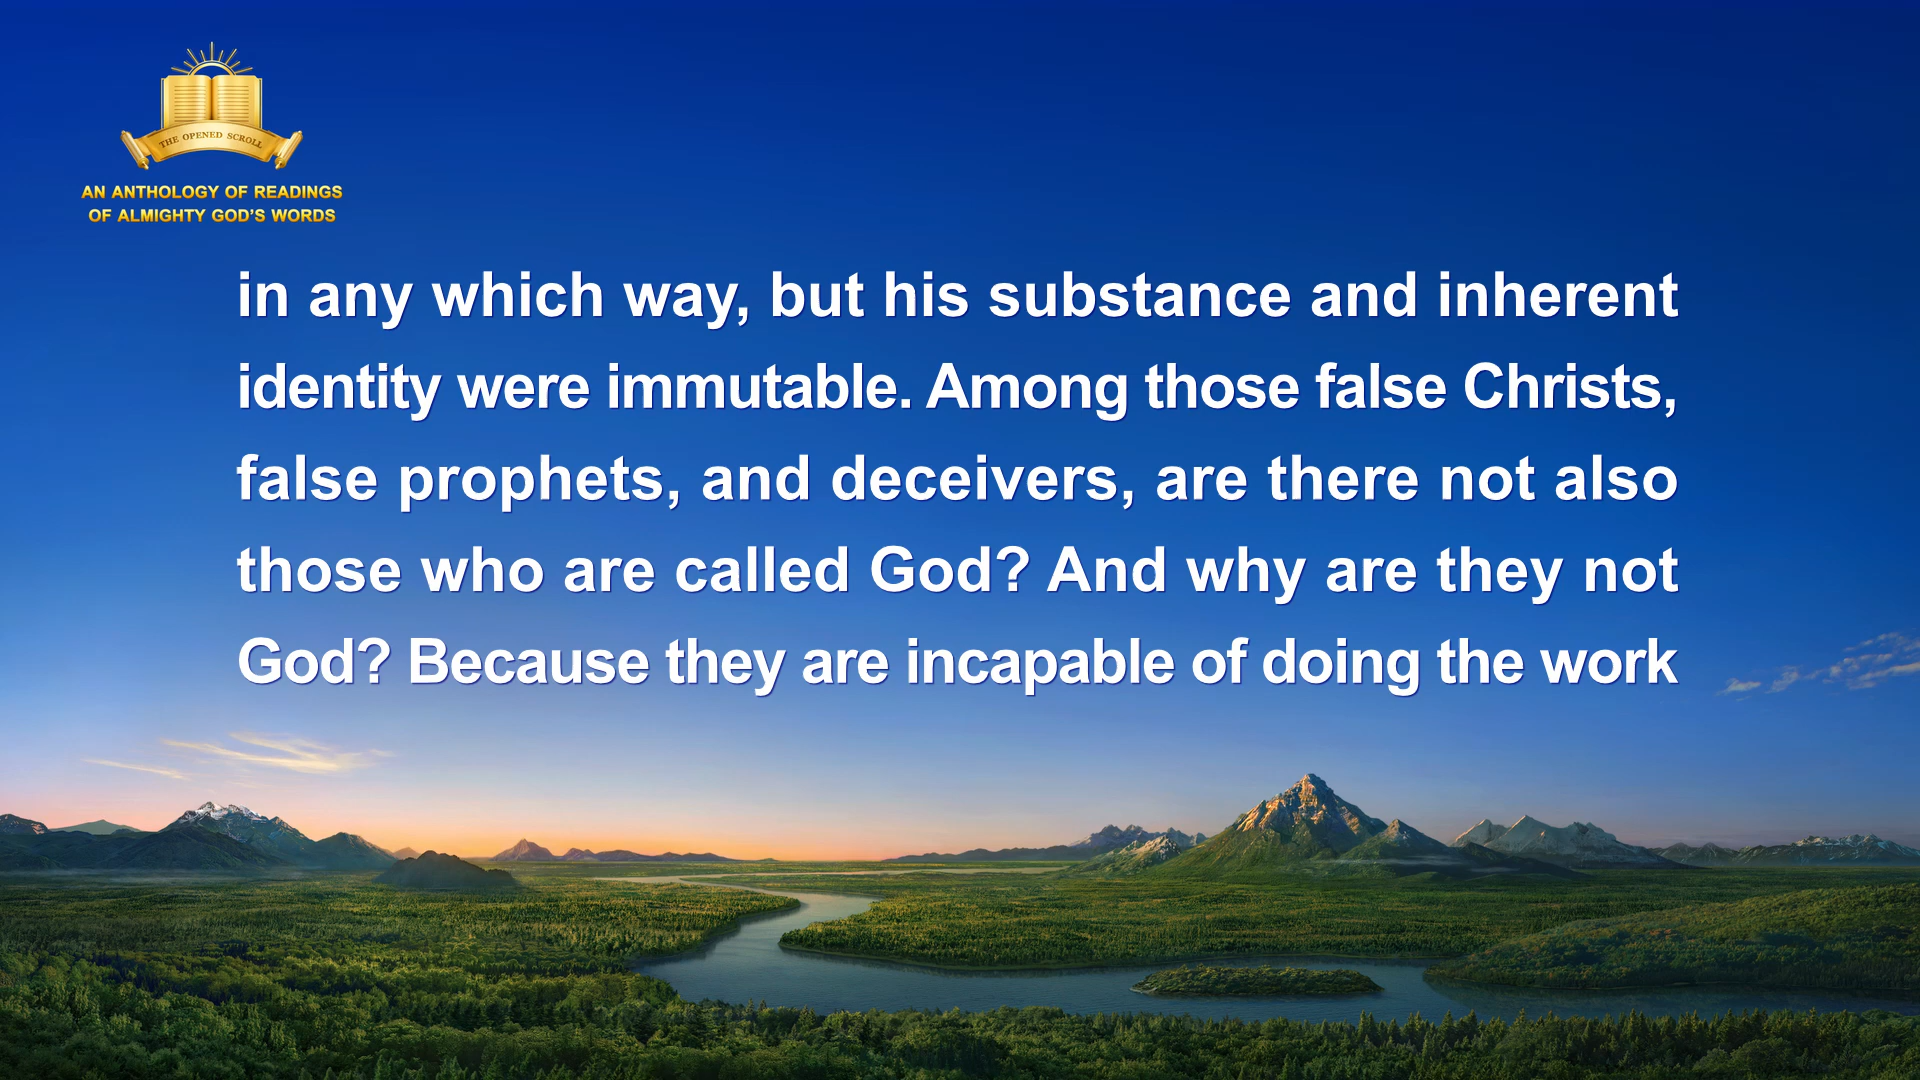 THE OPENED SCROLL
AN ANTHOLOGY OF READINGS
OF ALMIGHTY GOD'S WORDS
in any which way, but his substance and inherent
identity were immutable. Among those false Christs,
false prophets, and deceivers, are there not also
those who are called God? And why are they not
God? Because they are incapable of doing the work